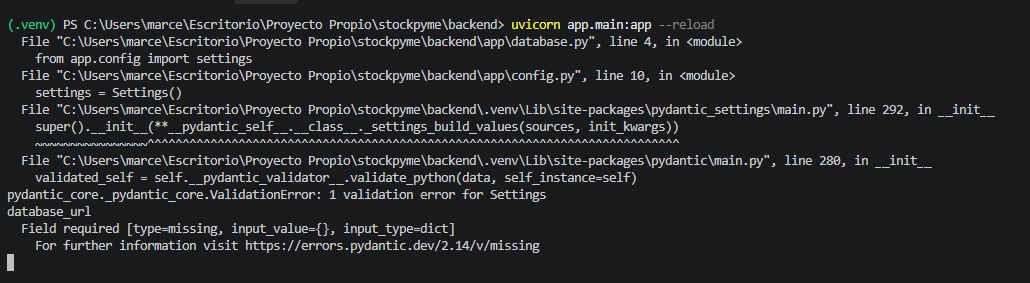 (.venv) PS C:\Users\marce\Escritorio\Proyecto Propio\stockpyme\backend> uvicorn app.main:app --reload
  File "C:\Users\marce\Escritorio\Proyecto Propio\stockpyme\backend\app\database.py", line 4, in <module>
    from app.config import settings
  File "C:\Users\marce\Escritorio\Proyecto Propio\stockpyme\backend\app\config.py", line 10, in <module>
    settings = Settings()
  File "C:\Users\marce\Escritorio\Proyecto Propio\stockpyme\backend\.venv\Lib\site-packages\pydantic_settings\main.py", line 292, in __init__
    super().__init__(**__pydantic_self__.__class__._settings_build_values(sources, init_kwargs))
    ~~~~~~~~~~~~~~~~^^^^^^^^^^^^^^^^^^^^^^^^^^^^^^^^^^^^^^^^^^^^^^^^^^^^^^^^^^^^^^^^^^^^^^^^^^^^
  File "C:\Users\marce\Escritorio\Proyecto Propio\stockpyme\backend\.venv\Lib\site-packages\pydantic\main.py", line 280, in __init__
    validated_self = self.__pydantic_validator__.validate_python(data, self_instance=self)
pydantic_core._pydantic_core.ValidationError: 1 validation error for Settings
database_url
  Field required [type=missing, input_value={}, input_type=dict]
    For further information visit https://errors.pydantic.dev/2.14/v/missing